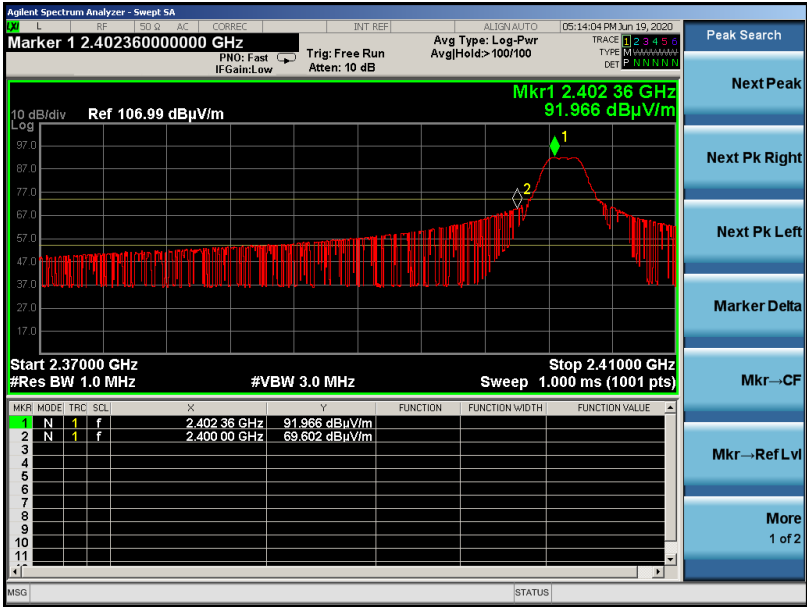 Agilent Spectrum Analyzer - Swept SA
LXI L RF 50 Ω AC CORREC INT REF ALIGN AUTO 05:14:04 PM Jun 19, 2020
Marker 1 2.402360000000 GHz
PNO: Fast
IFGain:Low
Trig: Free Run
Atten: 10 dB
Avg Type: Log-Pwr
Avg|Hold:>100/100
TRACE 1 2 3 4 5 6
TYPE M WWWWW
DET P N N N N N
Mkr1 2.402 36 GHz
91.966 dBµV/m
10 dB/div Ref 106.99 dBµV/m
Log
97.0
87.0
77.0
67.0
57.0
47.0
37.0
27.0
17.0
1
2
Start 2.37000 GHz Stop 2.41000 GHz
#Res BW 1.0 MHz #VBW 3.0 MHz Sweep 1.000 ms (1001 pts)
MKR MODE TRC SCL X Y FUNCTION FUNCTION WIDTH FUNCTION VALUE
1 N 1 f 2.402 36 GHz 91.966 dBµV/m
2 N 1 f 2.400 00 GHz 69.602 dBµV/m
3
4
5
6
7
8
9
10
11
MSG STATUS
Peak Search
Next Peak
Next Pk Right
Next Pk Left
Marker Delta
Mkr→CF
Mkr→Ref Lvl
More
1 of 2